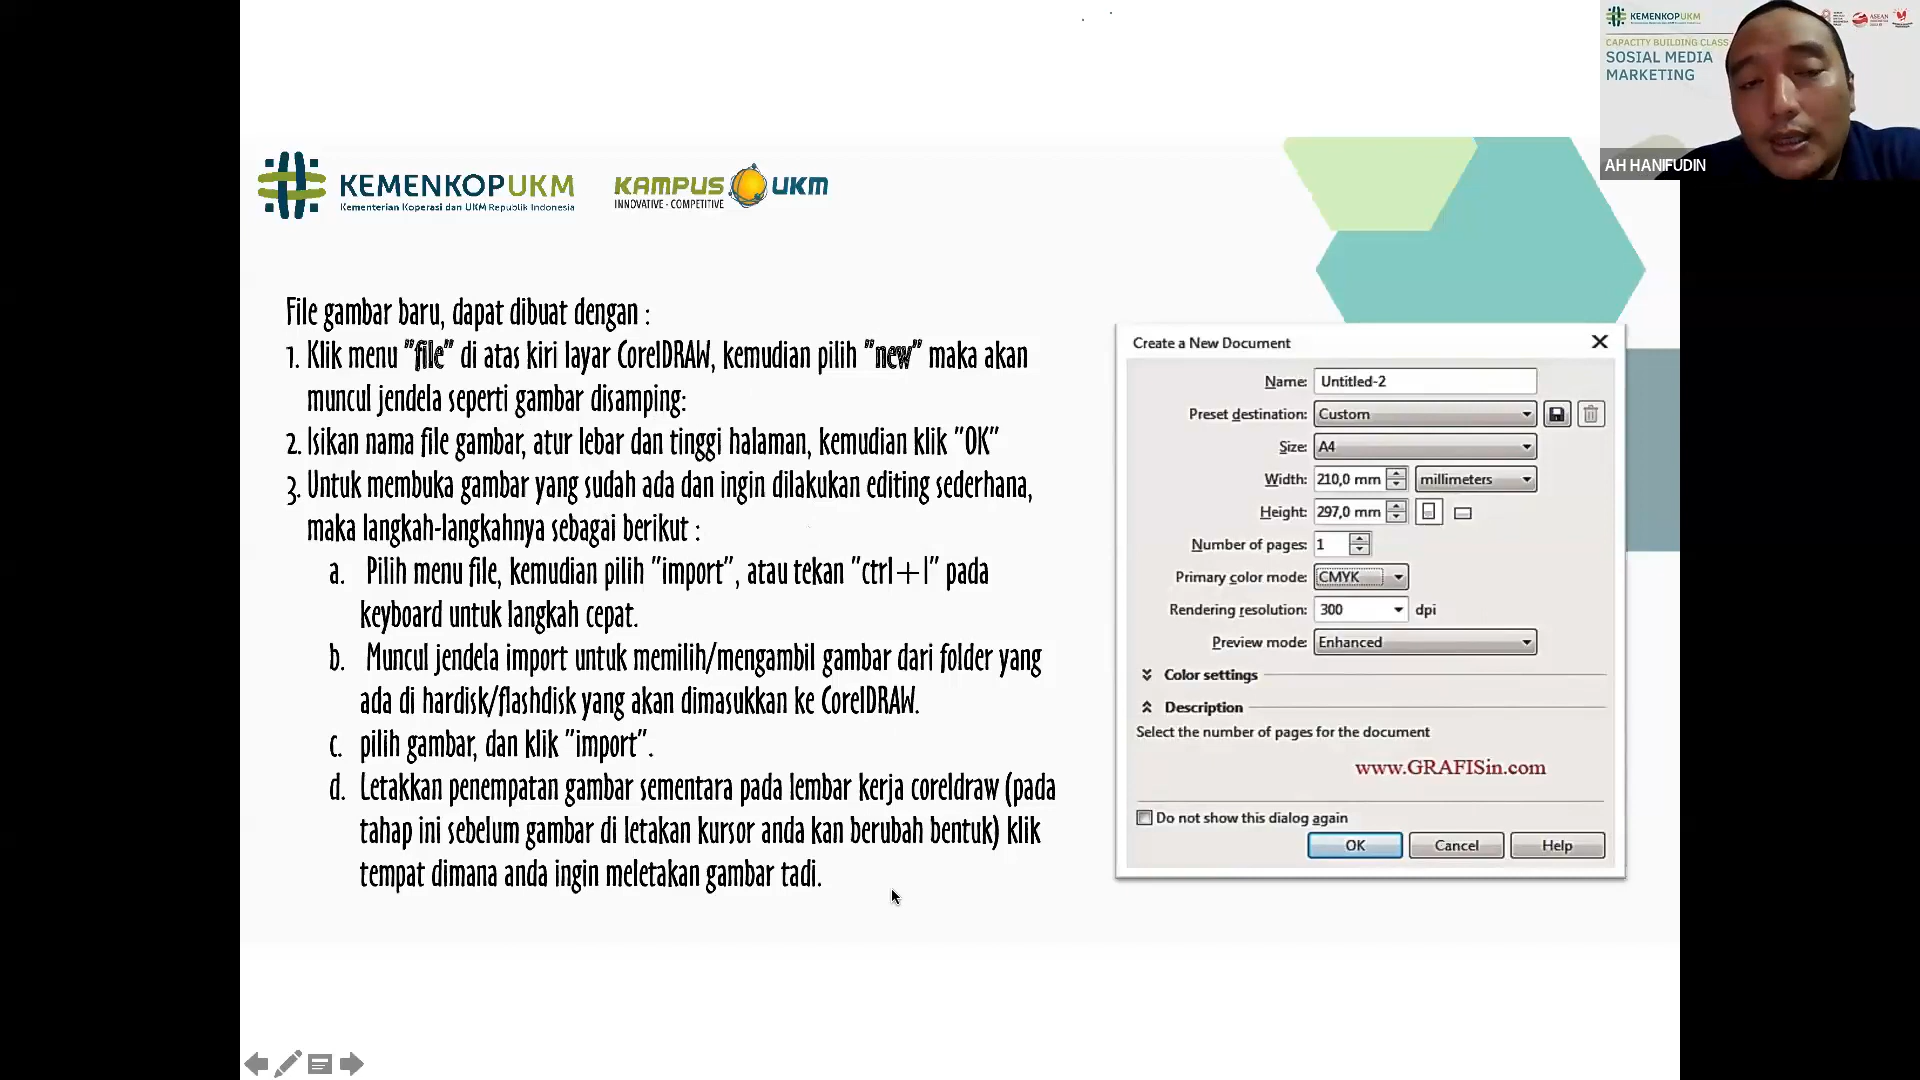 KEMENKOPUKM
CAPACITY BUILDING CLASS
SOSIAL MEDIA
MARKETING
AH HANIFUDIN
KEMENKOPUKM
Kementerian Koperasi dan UKM Republik Indonesia
KAMPUS UKM
INNOVATIVE - COMPETITIVE
File gambar baru, dapat dibuat dengan :
1. Klik menu "file" di atas kiri layar CorelDRAW, kemudian pilih "new" maka akan
muncul jendela seperti gambar disamping:
2. Isikan nama file gambar, atur lebar dan tinggi halaman, kemudian klik "OK"
3. Untuk membuka gambar yang sudah ada dan ingin dilakukan editing sederhana,
maka langkah-langkahnya sebagai berikut :
a. Pilih menu file, kemudian pilih "import", atau tekan "ctrl+I" pada
keyboard untuk langkah cepat.
b. Muncul jendela import untuk memilih/mengambil gambar dari folder yang
ada di hardisk/flashdisk yang akan dimasukkan ke CorelDRAW.
c. pilih gambar, dan klik "import".
d. Letakkan penempatan gambar sementara pada lembar kerja coreldraw (pada
tahap ini sebelum gambar di letakan kursor anda kan berubah bentuk) klik
tempat dimana anda ingin meletakan gambar tadi.
Create a New Document
Name: Untitled-2
Preset destination: Custom
Size: A4
Width: 210,0 mm millimeters
Height: 297,0 mm
Number of pages: 1
Primary color mode: CMYK
Rendering resolution: 300 dpi
Preview mode: Enhanced
Color settings
Description
Select the number of pages for the document
www.GRAFISin.com
Do not show this dialog again
OK Cancel Help